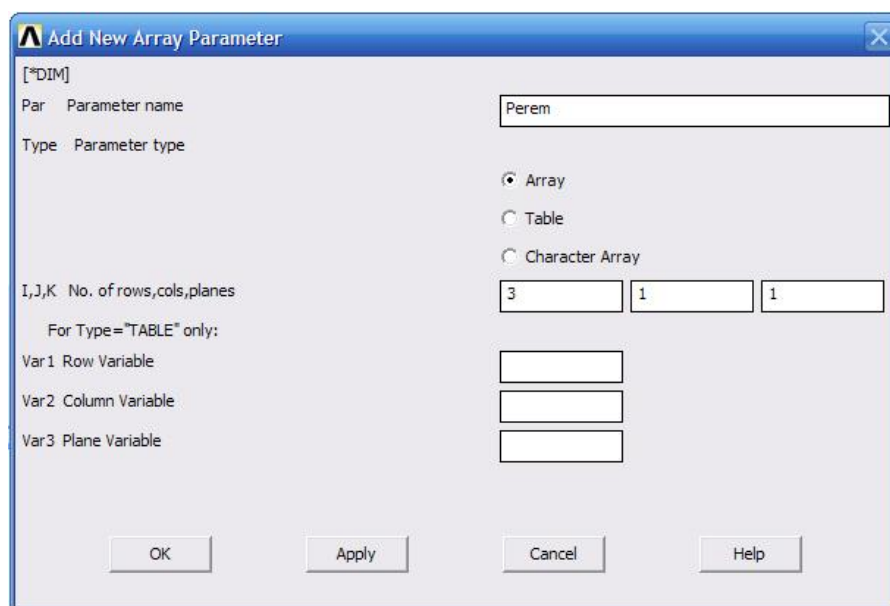 Add New Array Parameter
[*DIM]
Par Parameter name Perem
Type Parameter type
Array
Table
Character Array
I,J,K No. of rows,cols,planes 3 1 1
For Type="TABLE" only:
Var1 Row Variable
Var2 Column Variable
Var3 Plane Variable
OK Apply Cancel Help